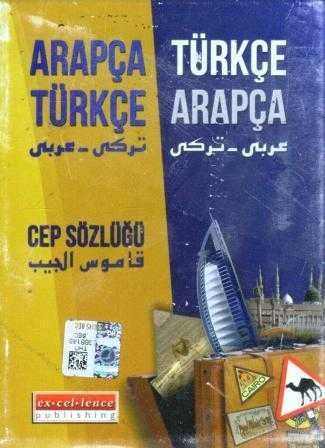 ARAPÇA
TÜRKÇE
تركي - عربي
TÜRKÇE
ARAPÇA
عربي - تركي
CEP SÖZLÜĞÜ
قاموس الجيب
CAIRO
ex•cel•lence
publishing